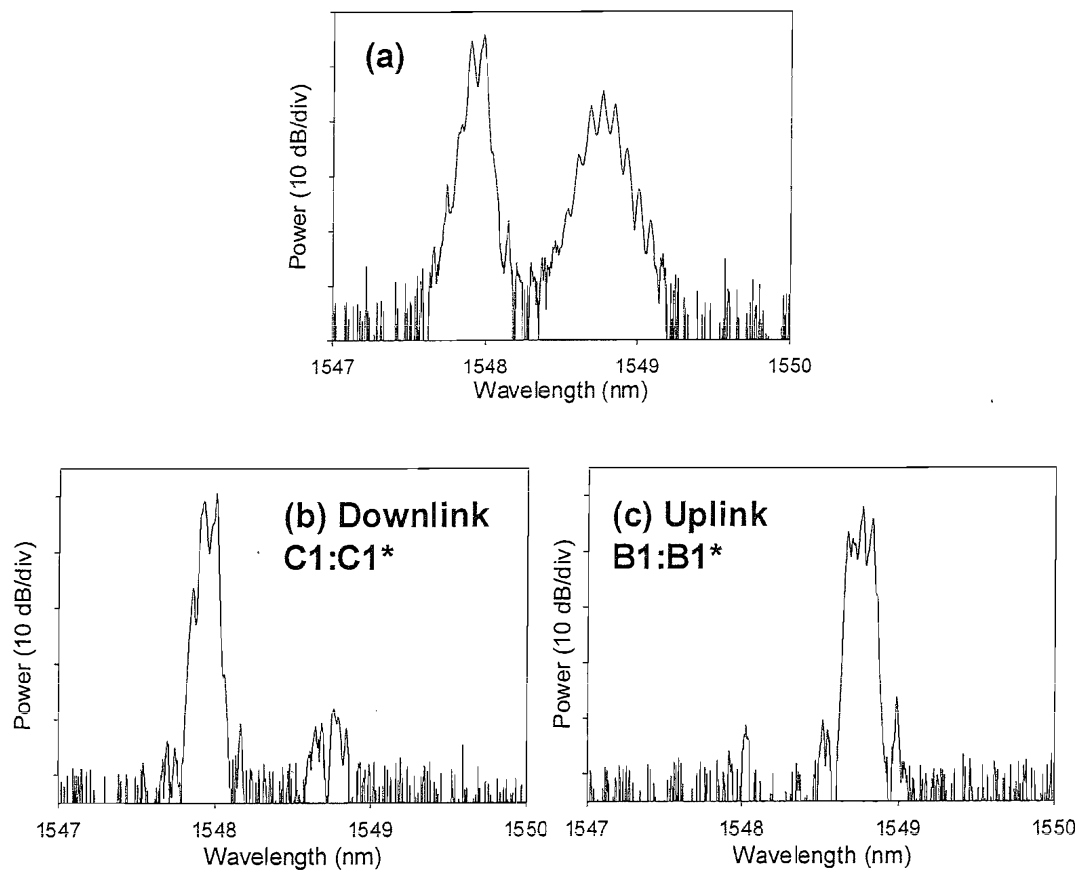 (a)
Power (10 dB/div)
1547 1548 1549 1550
Wavelength (nm)
(b) Downlink
C1:C1*
Power (10 dB/div)
1547 1548 1549 1550
Wavelength (nm)
(c) Uplink
B1:B1*
Power (10 dB/div)
1547 1548 1549 1550
Wavelength (nm)